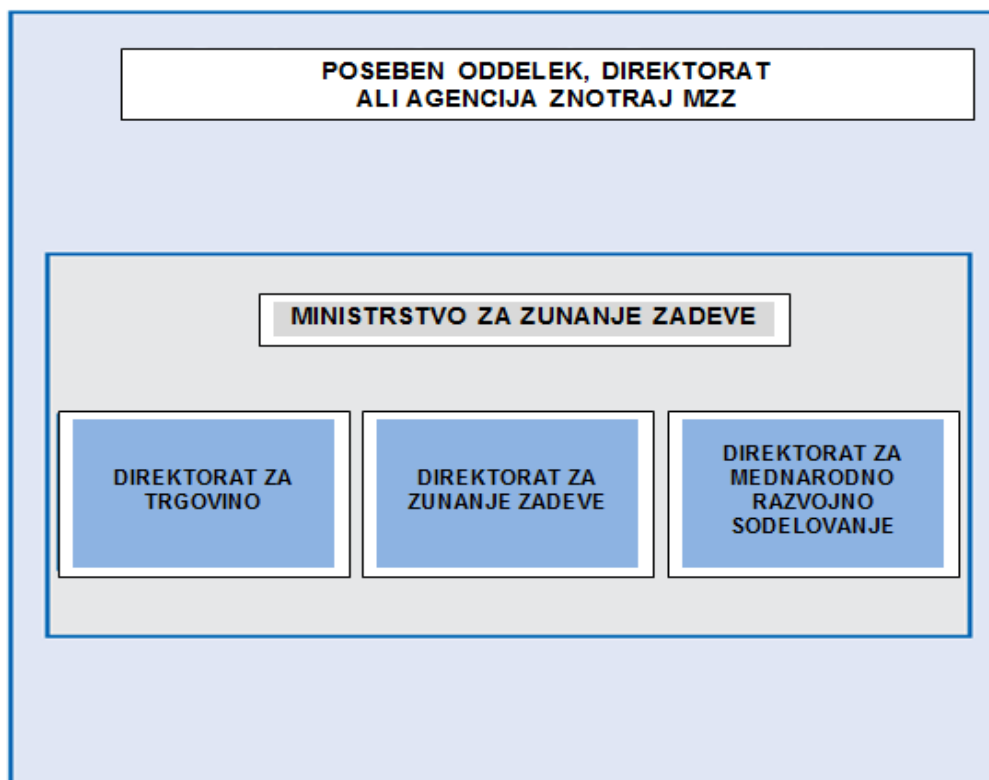 POSEBEN ODDELEK, DIREKTORAT
ALI AGENCIJA ZNOTRAJ MZZ
MINISTRSTVO ZA ZUNANJE ZADEVE
DIREKTORAT ZA
TRGOVINO
DIREKTORAT ZA
ZUNANJE ZADEVE
DIREKTORAT ZA
MEDNARODNO
RAZVOJNO
SODELOVANJE